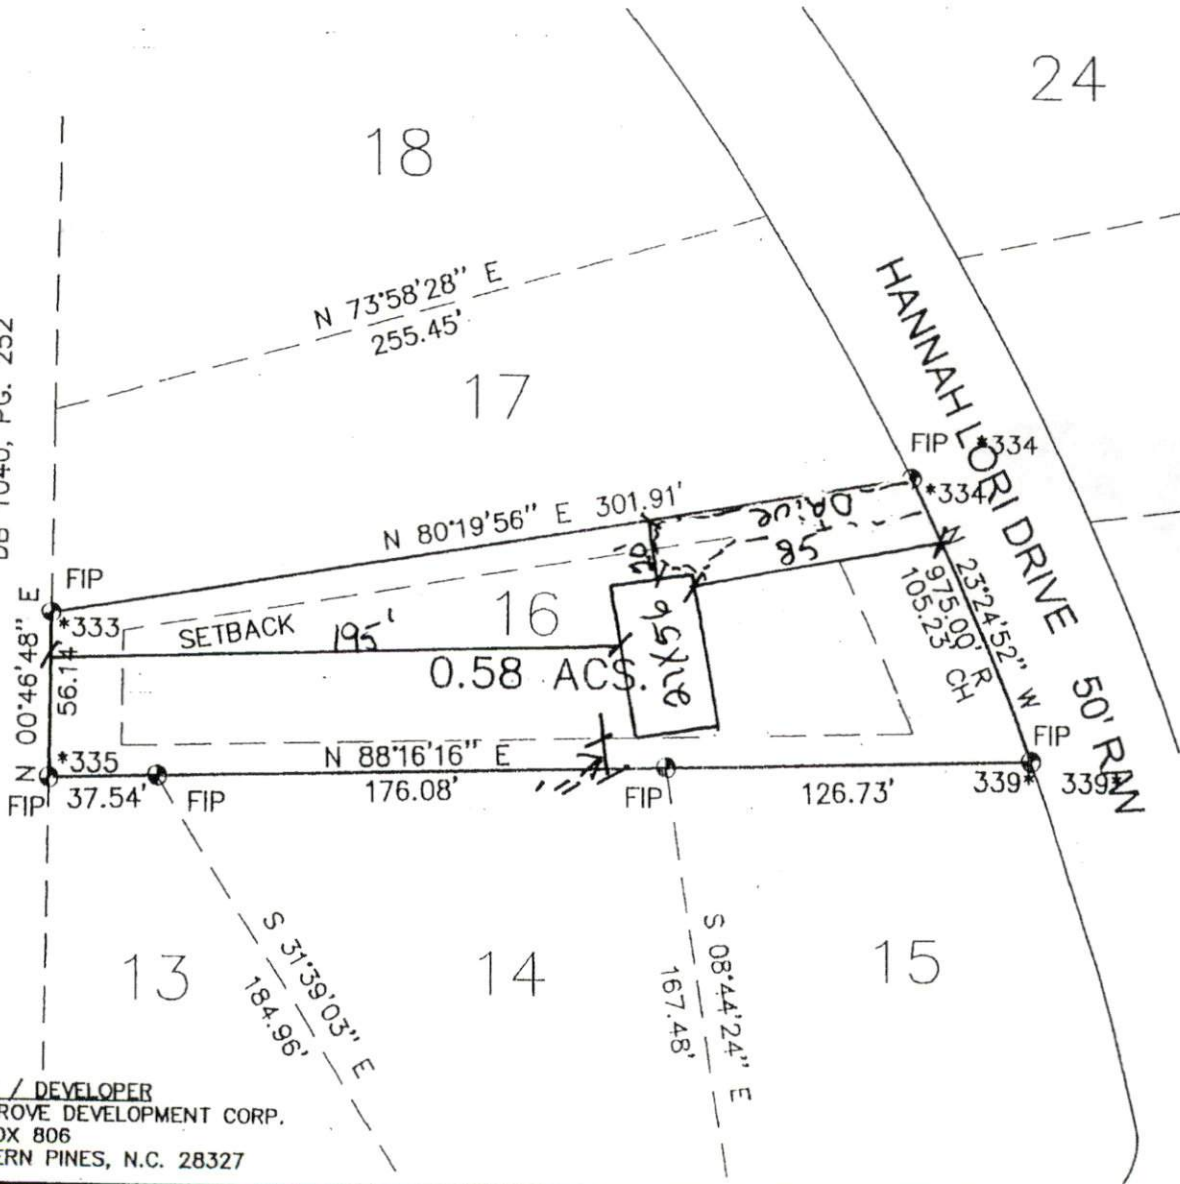 24
18
N 73°58'28" E
255.45'
17
HANNAH LORI DRIVE 50' RAN
FIP *334
*334
N 80°19'56" E 301.91'
Drive
58
20
N 23°24'52" W
975.00' R
105.23' CH
FIP
*333
SETBACK
195'
16
0.58 ACS.
N 00°46'48" E
56.14
*335
FIP
37.54'
FIP
N 88°16'16" E
176.08'
FIP
126.73'
FIP
339*
339*
13
14
15
S 31°39'03" E
184.96'
S 08°44'24" E
167.48'
PG. 252
/ DEVELOPER
ROVE DEVELOPMENT CORP.
OX 806
ERN PINES, N.C. 28327